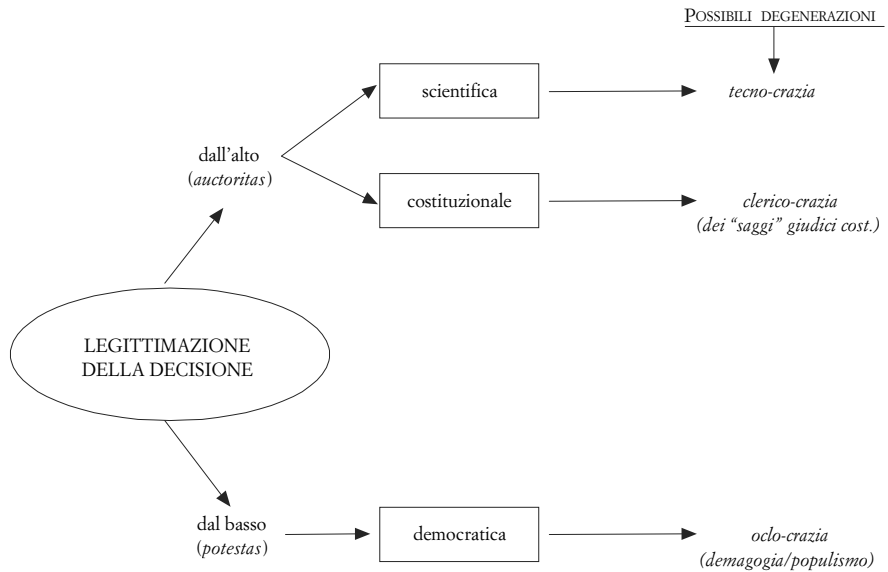 POSSIBILI DEGENERAZIONI
scientifica
tecno-crazia
dall'alto
(auctoritas)
costituzionale
clerico-crazia
(dei “saggi” giudici cost.)
LEGITTIMAZIONE
DELLA DECISIONE
dal basso
(potestas)
democratica
oclo-crazia
(demagogia/populismo)